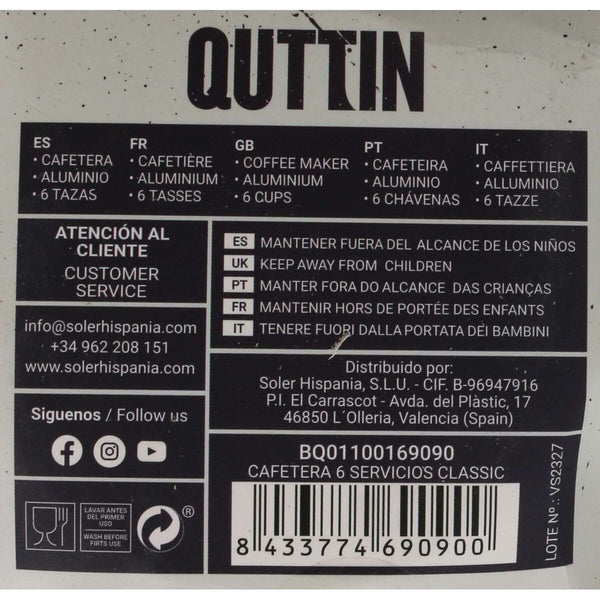 QUTTIN
ES
• CAFETERA
• ALUMINIO
• 6 TAZAS
FR
• CAFETIÈRE
• ALUMINIUM
• 6 TASSES
GB
• COFFEE MAKER
• ALUMINIUM
• 6 CUPS
PT
• CAFETEIRA
• ALUMINIO
• 6 CHÁVENAS
IT
• CAFFETTIERA
• ALLUMINIO
• 6 TAZZE
ATENCIÓN AL
CLIENTE
CUSTOMER
SERVICE
info@solerhispania.com
+34 962 208 151
www.solerhispania.com
Siguenos / Follow us
LAVAR ANTES
DEL PRIMER
USO
WASH BEFORE
FIRTS USE
®
ES MANTENER FUERA DEL ALCANCE DE LOS NIÑOS
UK KEEP AWAY FROM CHILDREN
PT MANTER FORA DO ALCANCE DAS CRIANÇAS
FR MANTENIR HORS DE PORTÉE DES ENFANTS
IT TENERE FUORI DALLA PORTATA DEI BAMBINI
Distribuido por:
Soler Hispania, S.L.U. - CIF. B-96947916
P.I. El Carrascot - Avda. del Plàstic, 17
46850 L´Olleria, Valencia (Spain)
BQ01100169090
CAFETERA 6 SERVICIOS CLASSIC
8 433774 690900
LOTE Nº.: VS2327